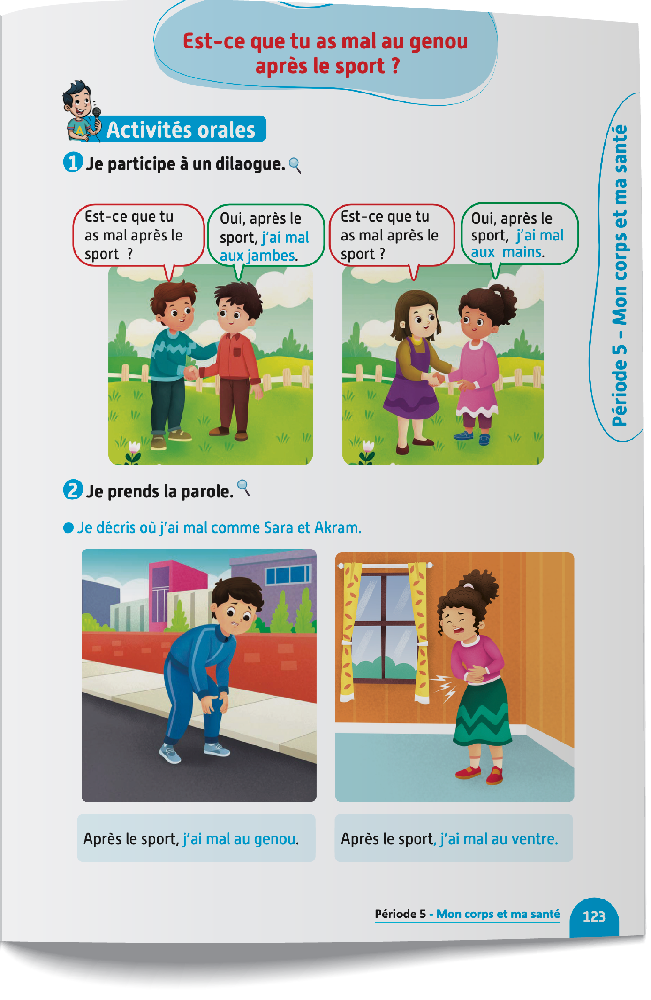 Est-ce que tu as mal au genou
après le sport ?
Activités orales
1 Je participe à un dilaogue.
Est-ce que tu
as mal après le
sport ?
Oui, après le
sport, j'ai mal
aux jambes.
Est-ce que tu
as mal après le
sport ?
Oui, après le
sport, j'ai mal
aux mains.
A
2 Je prends la parole.
Je décris où j'ai mal comme Sara et Akram.
Après le sport, j'ai mal au genou.
Après le sport, j'ai mal au ventre.
Période 5 - Mon corps et ma santé
Période 5 - Mon corps et ma santé
123